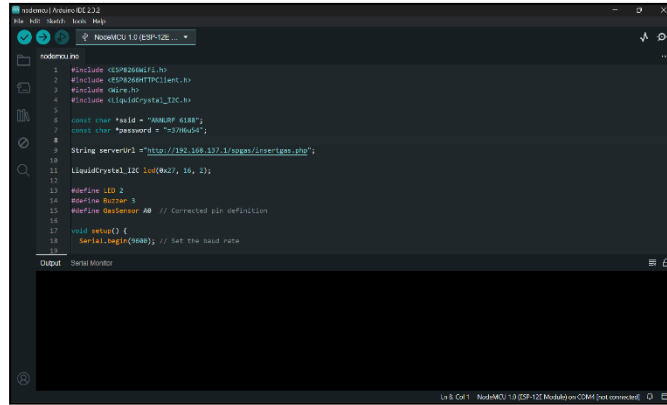 nodemcu | Arduino IDE 2.3.2
File Edit Sketch Tools Help
NodeMCU 1.0 (ESP-12E ...
nodemcu.ino
1 #include <ESP8266WiFi.h>
2 #include <ESP8266HTTPClient.h>
3 #include <Wire.h>
4 #include <LiquidCrystal_I2C.h>
5
6 const char *ssid = "ANNURF 6188";
7 const char *password = "=37H6u54";
8
9 String serverUrl ="http://192.168.137.1/spgas/insertgas.php";
10
11 LiquidCrystal_I2C lcd(0x27, 16, 2);
12
13 #define LED 2
14 #define Buzzer 3
15 #define GasSensor A0 // Corrected pin definition
16
17 void setup() {
18 Serial.begin(9600); // Set the baud rate
19
Output Serial Monitor
Ln 8, Col 1 NodeMCU 1.0 (ESP-12E Module) on COM4 [not connected]